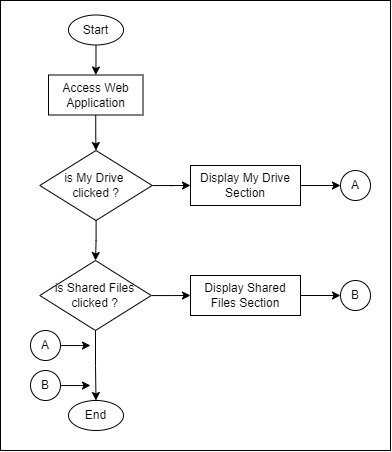 Start
Access Web
Application
is My Drive
clicked ?
Display My Drive
Section
A
is Shared Files
clicked ?
Display Shared
Files Section
B
A
B
End